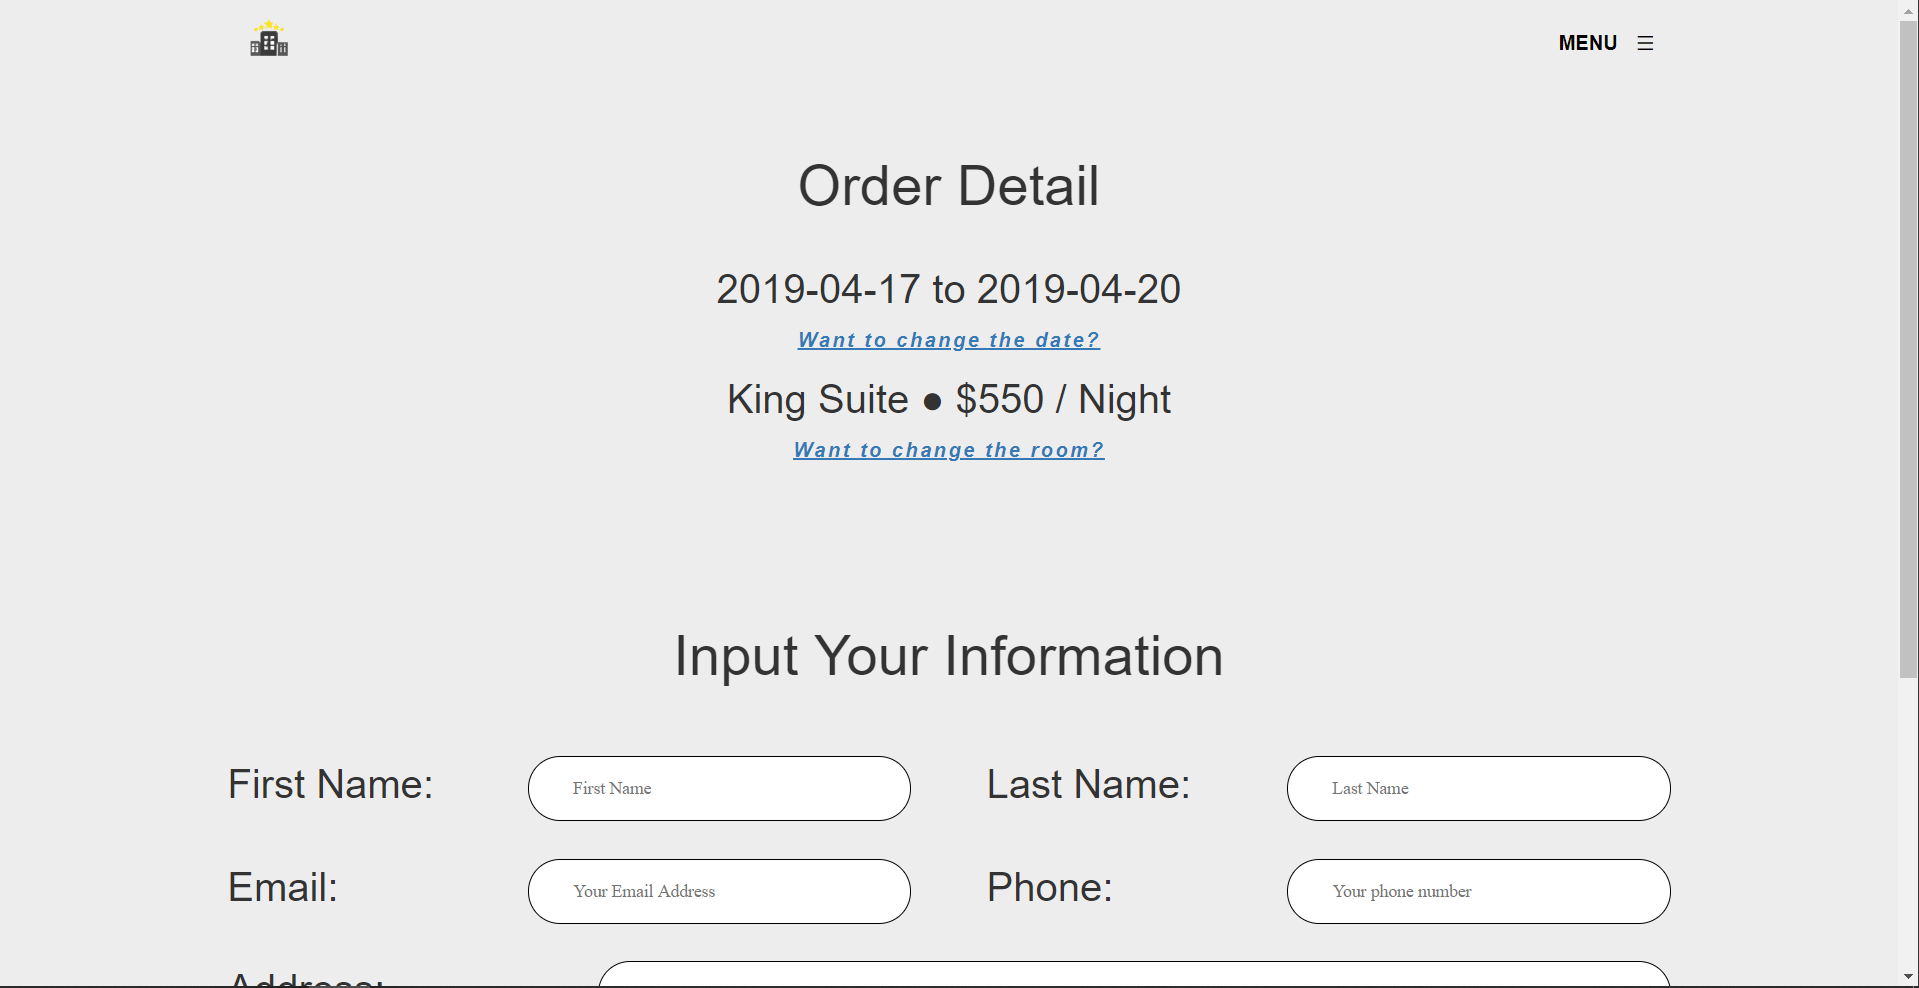 MENU
Order Detail
2019-04-17 to 2019-04-20
Want to change the date?
King Suite ● $550 / Night
Want to change the room?
Input Your Information
First Name: First Name Last Name: Last Name
Email: Your Email Address Phone: Your phone number
Address: